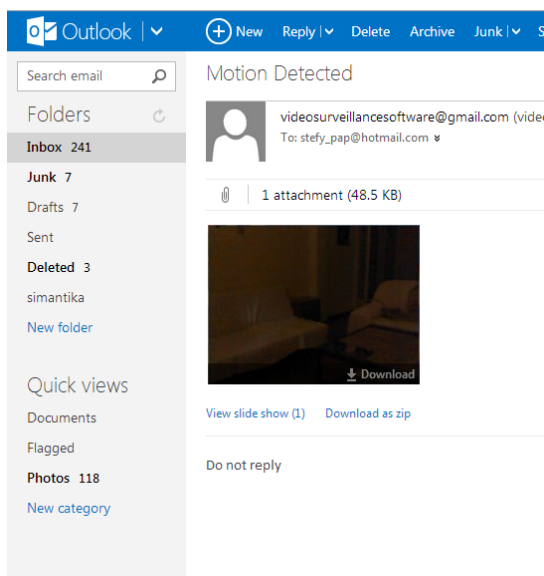 Outlook
New Reply Delete Archive Junk S
Search email
Folders
Inbox 241
Junk 7
Drafts 7
Sent
Deleted 3
simantika
New folder
Quick views
Documents
Flagged
Photos 118
New category
Motion Detected
videosurveillancesoftware@gmail.com (vide
To: stefy_pap@hotmail.com
1 attachment (48.5 KB)
Download
View slide show (1) Download as zip
Do not reply